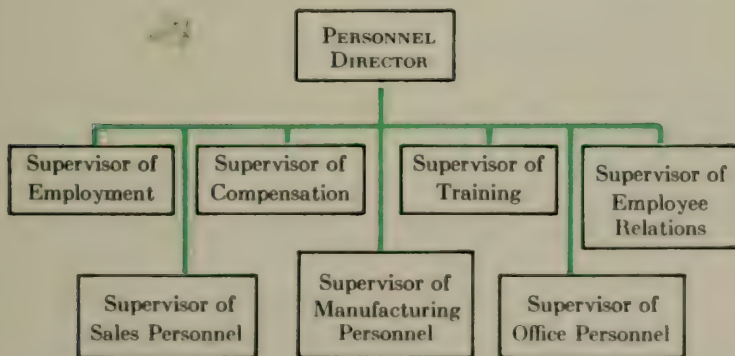 PERSONNEL
DIRECTOR
Supervisor of
Employment
Supervisor of
Compensation
Supervisor of
Training
Supervisor of
Employee
Relations
Supervisor of
Sales Personnel
Supervisor of
Manufacturing
Personnel
Supervisor of
Office Personnel